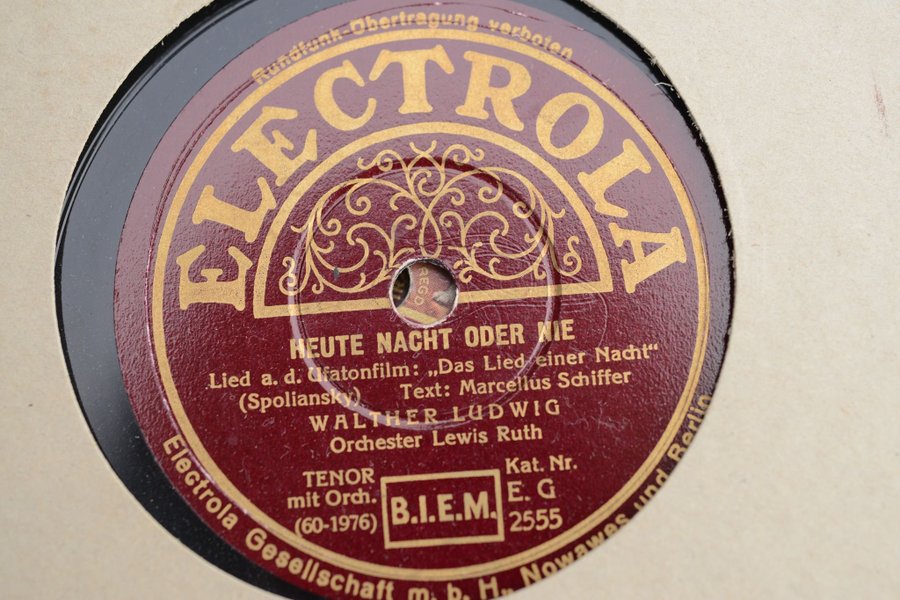 Rundfunk-Übertragung verboten
ELECTROLA
HEUTE NACHT ODER NIE
Lied a. d. Ufatonfilm: „Das Lied einer Nacht“
(Spoliansky) Text: Marcellus Schiffer
WALTHER LUDWIG
Orchester Lewis Ruth
TENOR
mit Orch.
(60-1976)
B.I.E.M.
Kat. Nr.
E. G
2555
Electrola Gesellschaft m. b. H., Nowawes und Berlin